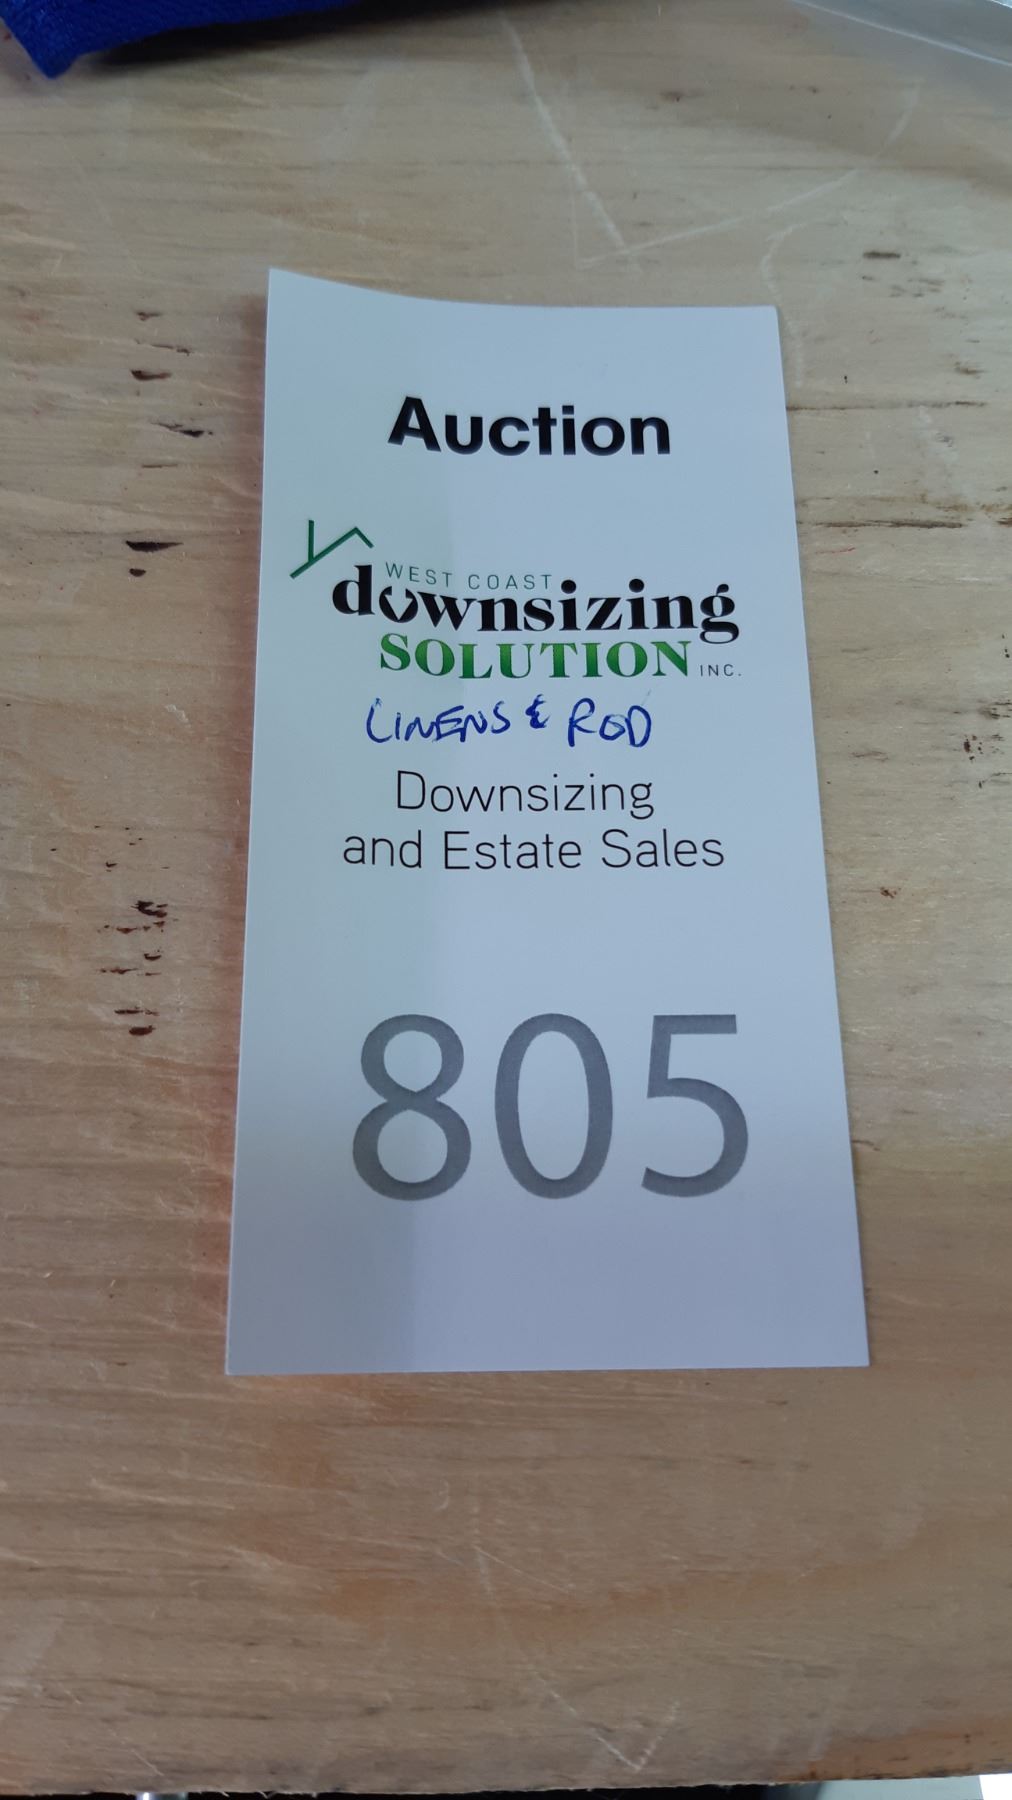 Auction
WEST COAST
downsizing
SOLUTION INC.
LINENS & ROD
Downsizing
and Estate Sales
805